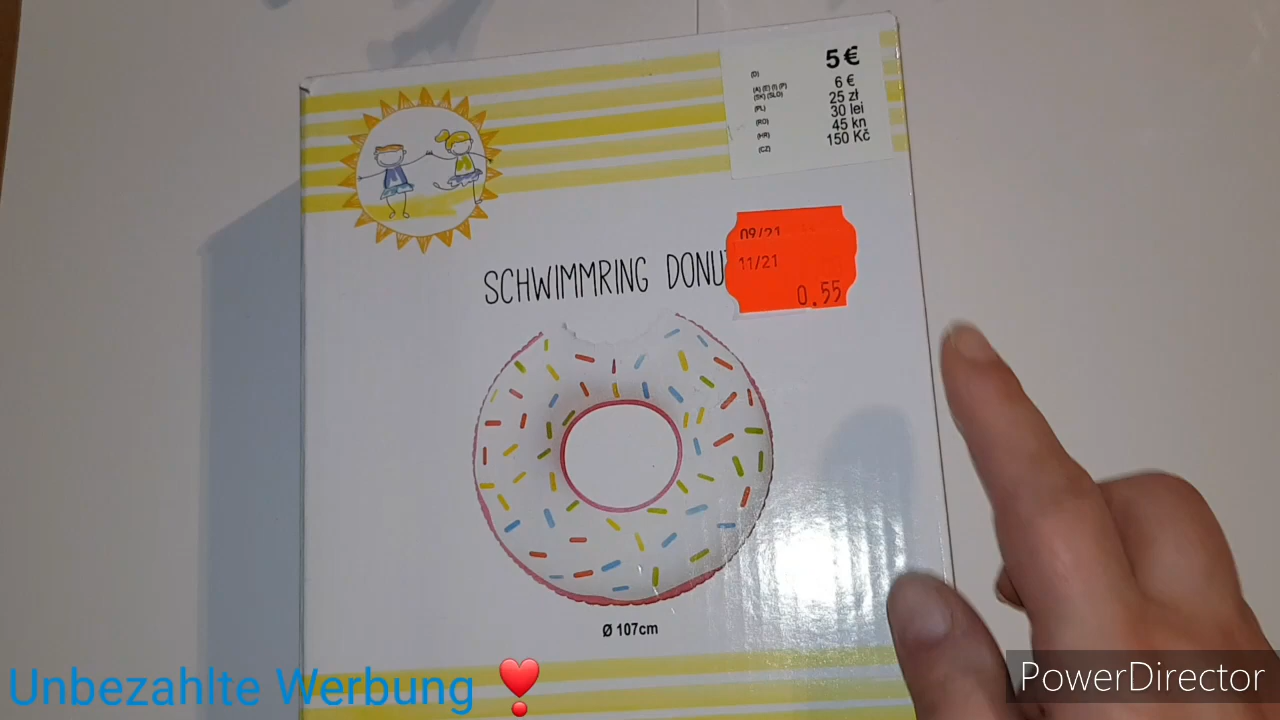 (D) 5€
(A) (E) (I) (P) 6 €
(SK) (SLO) 25 zł
(PL) 30 lei
(RO) 45 kn
(HR) 150 Kč
(CZ)
09/21
11/21
0.55
SCHWIMMRING DONU
Ø 107cm
Unbezahlte Werbung
PowerDirector